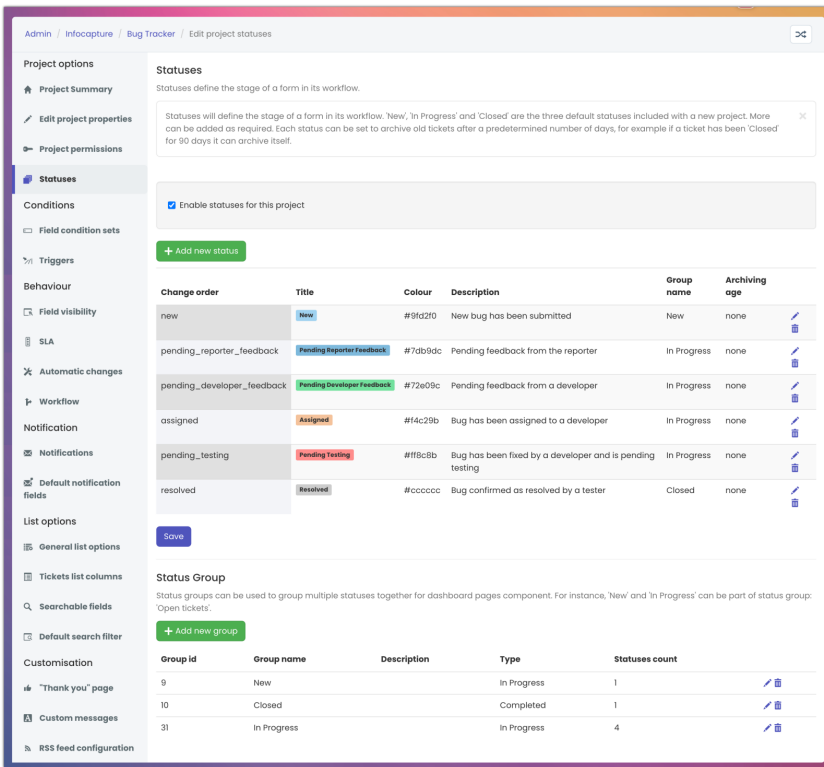 Admin / Infocapture / Bug Tracker / Edit project statuses
Project options
Project Summary
Edit project properties
Project permissions
Statuses
Conditions
Field condition sets
Triggers
Behaviour
Field visibility
SLA
Automatic changes
Workflow
Notification
Notifications
Default notification
fields
List options
General list options
Tickets list columns
Searchable fields
Default search filter
Customisation
"Thank you" page
Custom messages
RSS feed configuration
Statuses
Statuses define the stage of a form in its workflow.
Statuses will define the stage of a form in its workflow. 'New', 'In Progress' and 'Closed' are the three default statuses included with a new project. More
can be added as required. Each status can be set to archive old tickets after a predetermined number of days, for example if a ticket has been 'Closed'
for 90 days it can archive itself.
Enable statuses for this project
+ Add new status
Change order Title Colour Description Group name Archiving age
new New #9fd2f0 New bug has been submitted New none
pending_reporter_feedback Pending Reporter Feedback #7db9dc Pending feedback from the reporter In Progress none
pending_developer_feedback Pending Developer Feedback #72e09c Pending feedback from a developer In Progress none
assigned Assigned #f4c29b Bug has been assigned to a developer In Progress none
pending_testing Pending Testing #ff8c8b Bug has been fixed by a developer and is pending In Progress none
testing
resolved Resolved #cccccc Bug confirmed as resolved by a tester Closed none
Save
Status Group
Status groups can be used to group multiple statuses together for dashboard pages component. For instance, 'New' and 'In Progress' can be part of status group:
'Open tickets'.
+ Add new group
Group id Group name Description Type Statuses count
9 New In Progress 1
10 Closed Completed 1
31 In Progress In Progress 4